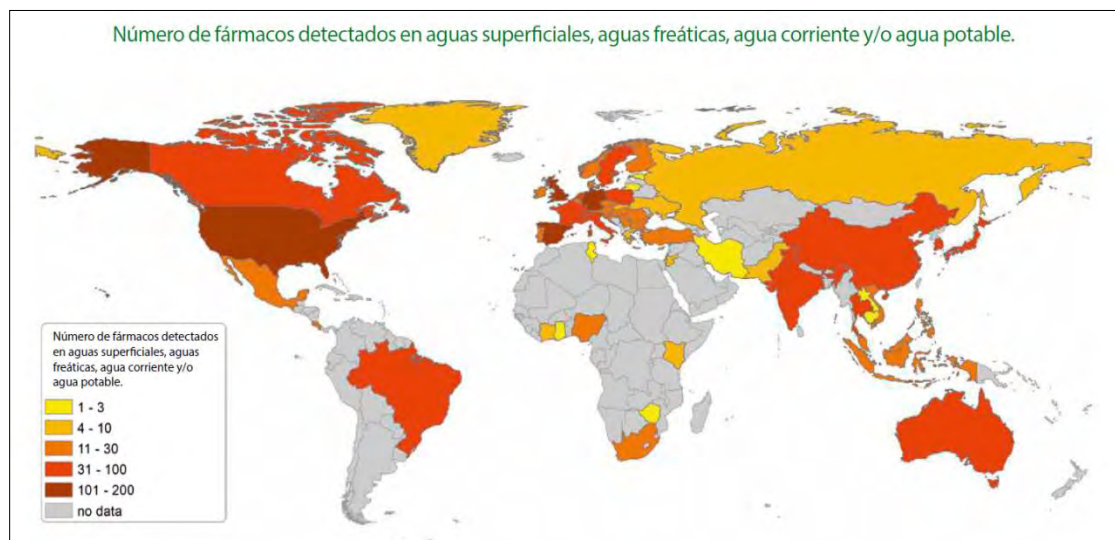 Número de fármacos detectados en aguas superficiales, aguas freáticas, agua corriente y/o agua potable.
Número de fármacos detectados
en aguas superficiales, aguas
freáticas, agua corriente y/o
agua potable.
1 - 3
4 - 10
11 - 30
31 - 100
101 - 200
no data